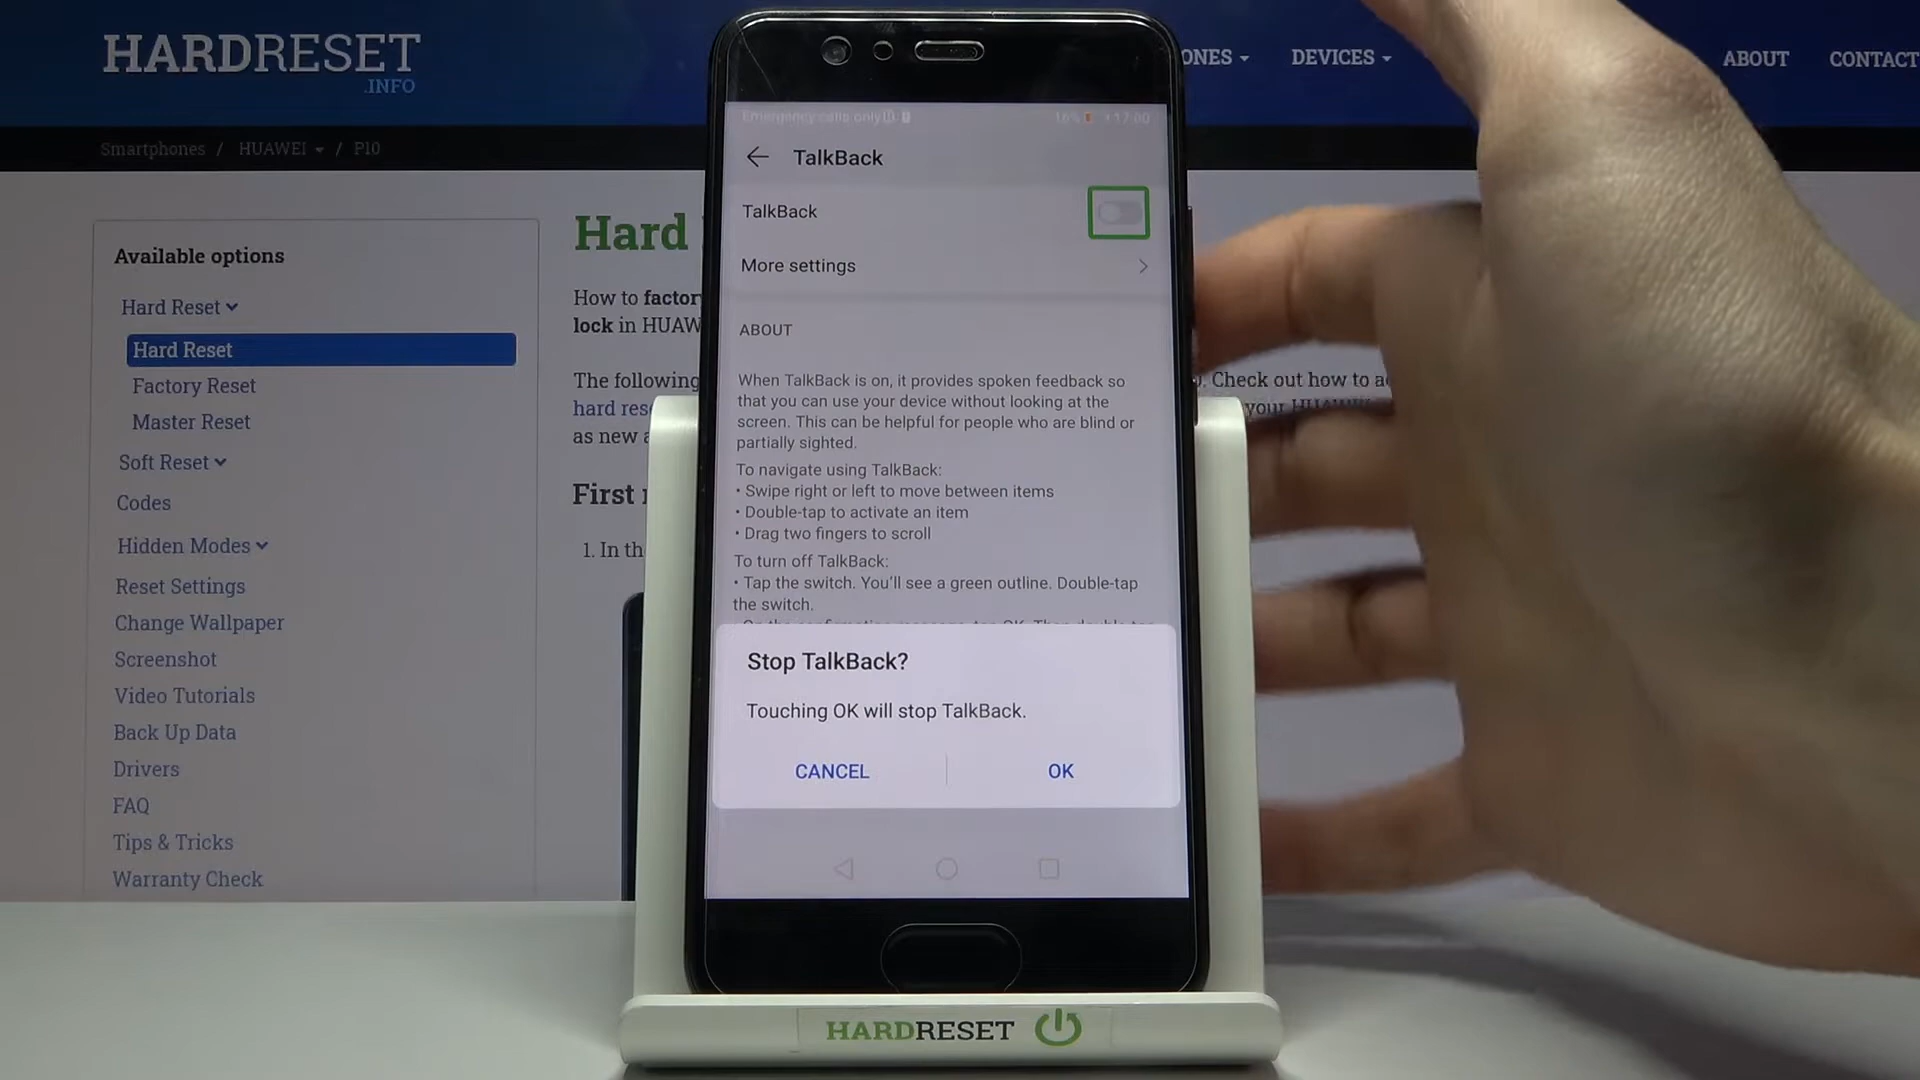 HARDRESET
.INFO
DEVICES
ABOUT
CONTACT
Smartphones / HUAWEI / P10
Available options
Hard Reset
Hard Reset
Factory Reset
Master Reset
Soft Reset
Codes
Hidden Modes
Reset Settings
Change Wallpaper
Screenshot
Video Tutorials
Back Up Data
Drivers
FAQ
Tips & Tricks
Warranty Check
Hard
How to
lock in
The following
as new
First
1. In
. Check out how to
your
Emergency calls only
16% 17:00
TalkBack
TalkBack
More settings
ABOUT
When TalkBack is on, it provides spoken feedback so
that you can use your device without looking at the
screen. This can be helpful for people who are blind or
partially sighted.
To navigate using TalkBack:
• Swipe right or left to move between items
• Double-tap to activate an item
• Drag two fingers to scroll
To turn off TalkBack:
• Tap the switch. You'll see a green outline. Double-tap
the switch.
Stop TalkBack?
Touching OK will stop TalkBack.
CANCEL
OK
HARDRESET